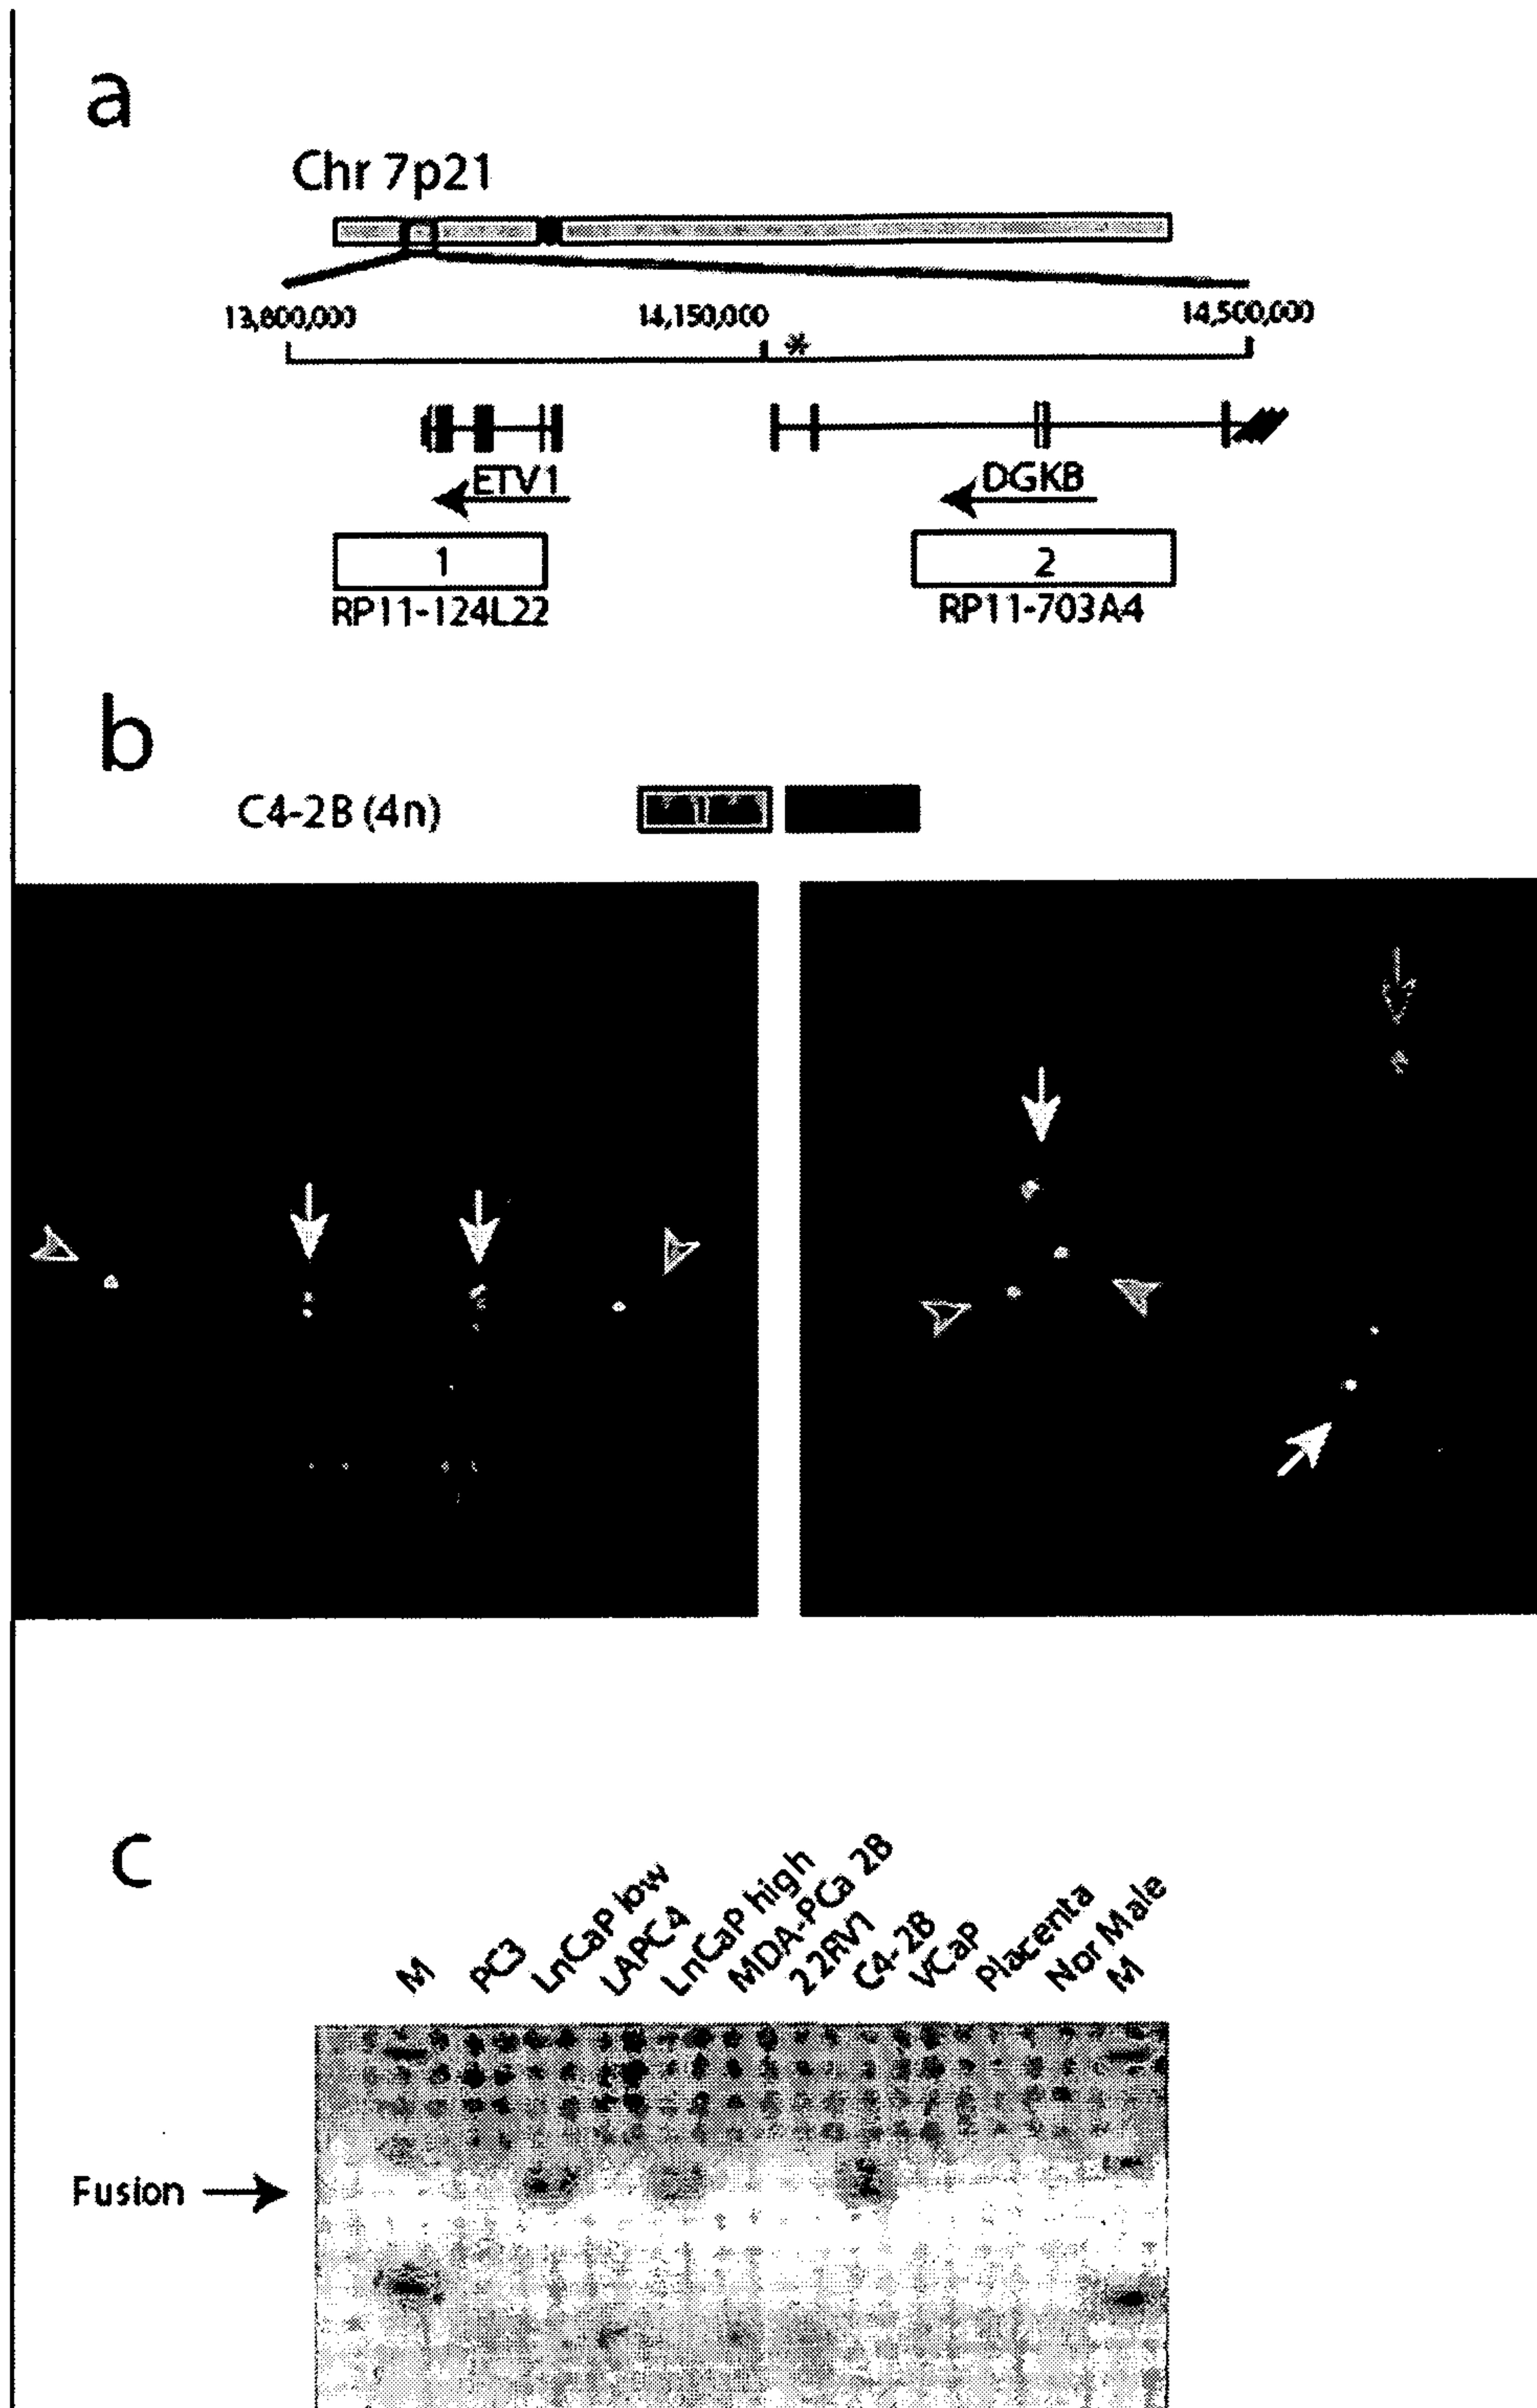 a
Chr 7p21
13,600,000 14,150,000 14,500,000
*
ETV1 DGKB
1 2
RP11-124L22 RP11-703A4
b
C4-2B (4n)
c
M PC3 LnCaP low LAPC4 LnCaP high MDA-PCa 2B 22RV1 C4-2B VCaP Placenta Nor Male M
Fusion